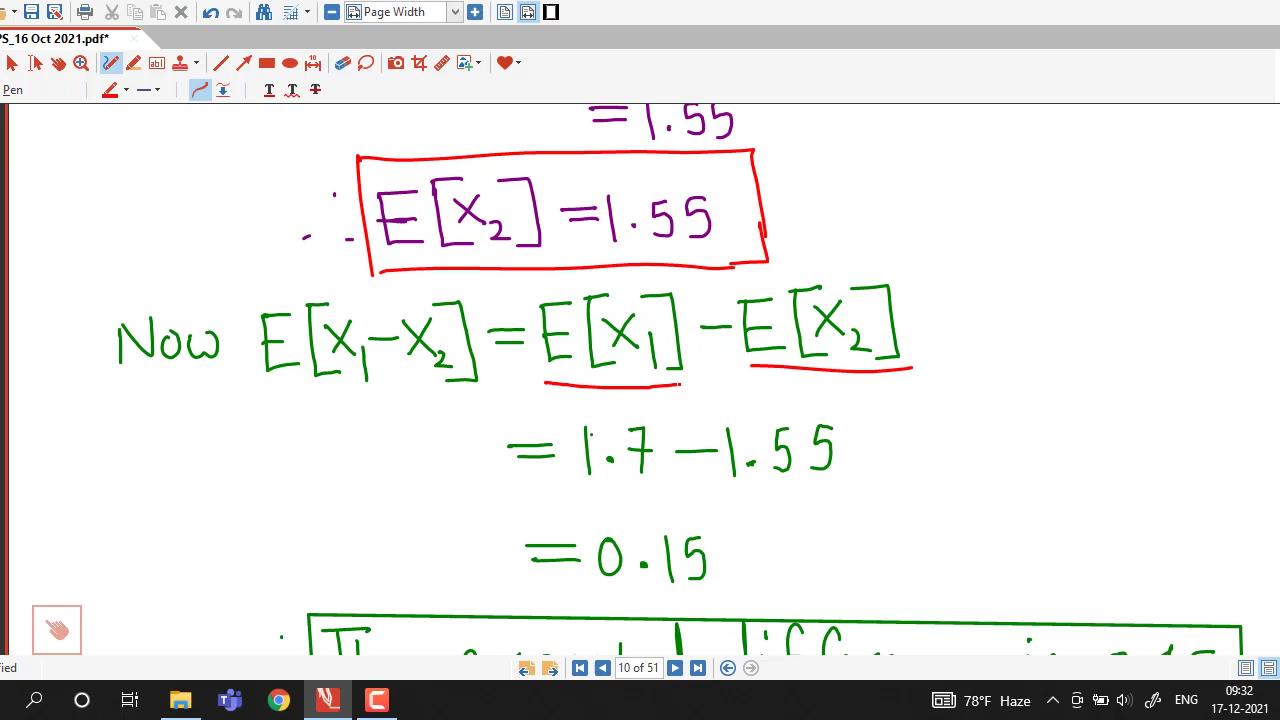 Page Width
PS_16 Oct 2021.pdf*
10
Pen
T T T
= 1.55
∴ E[X₂] = 1.55
Now E[X₁ - X₂] = E[X₁] - E[X₂]
= 1.7 - 1.55
= 0.15
10 of 51
78°F Haze
ENG
09:32
17-12-2021